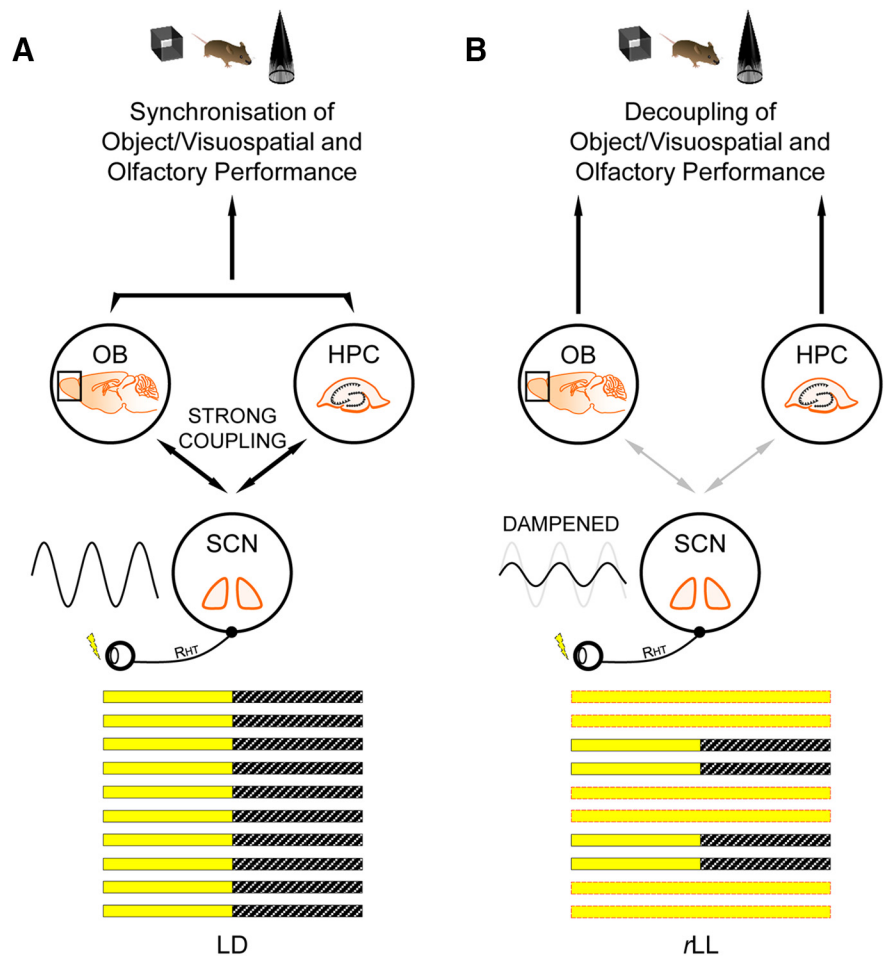 A
Synchronisation of
Object/Visuospatial and
Olfactory Performance
OB
HPC
STRONG
COUPLING
SCN
RHT
LD
B
Decoupling of
Object/Visuospatial and
Olfactory Performance
OB
HPC
DAMPENED
SCN
RHT
rLL